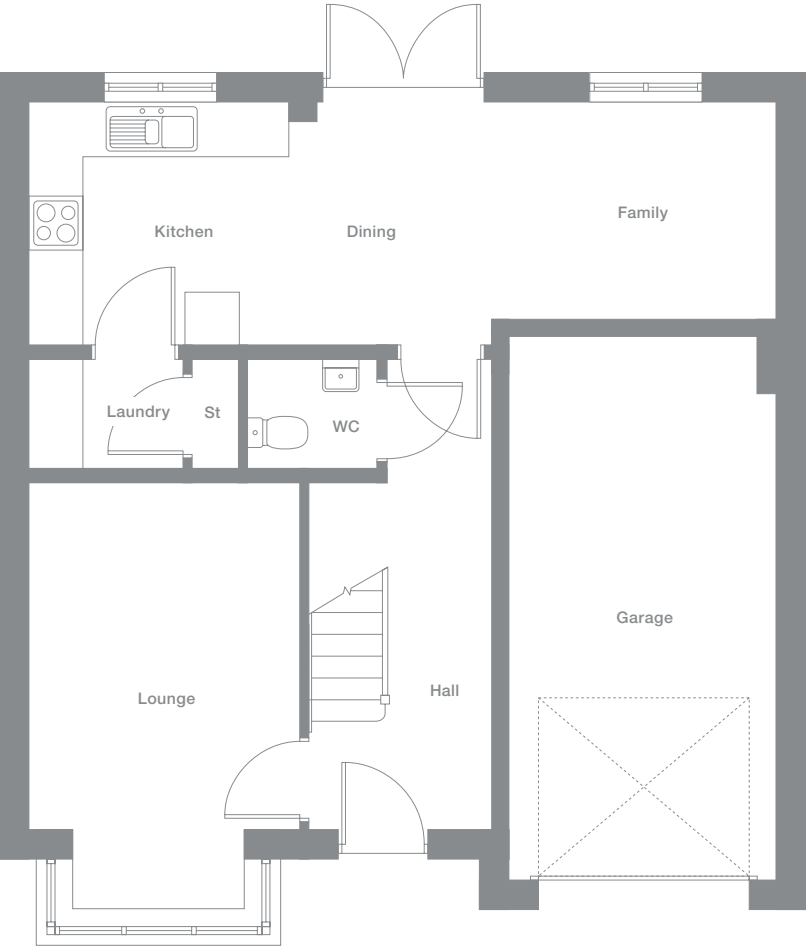 Family
Kitchen
Dining
Laundry
St
WC
Garage
Hall
Lounge